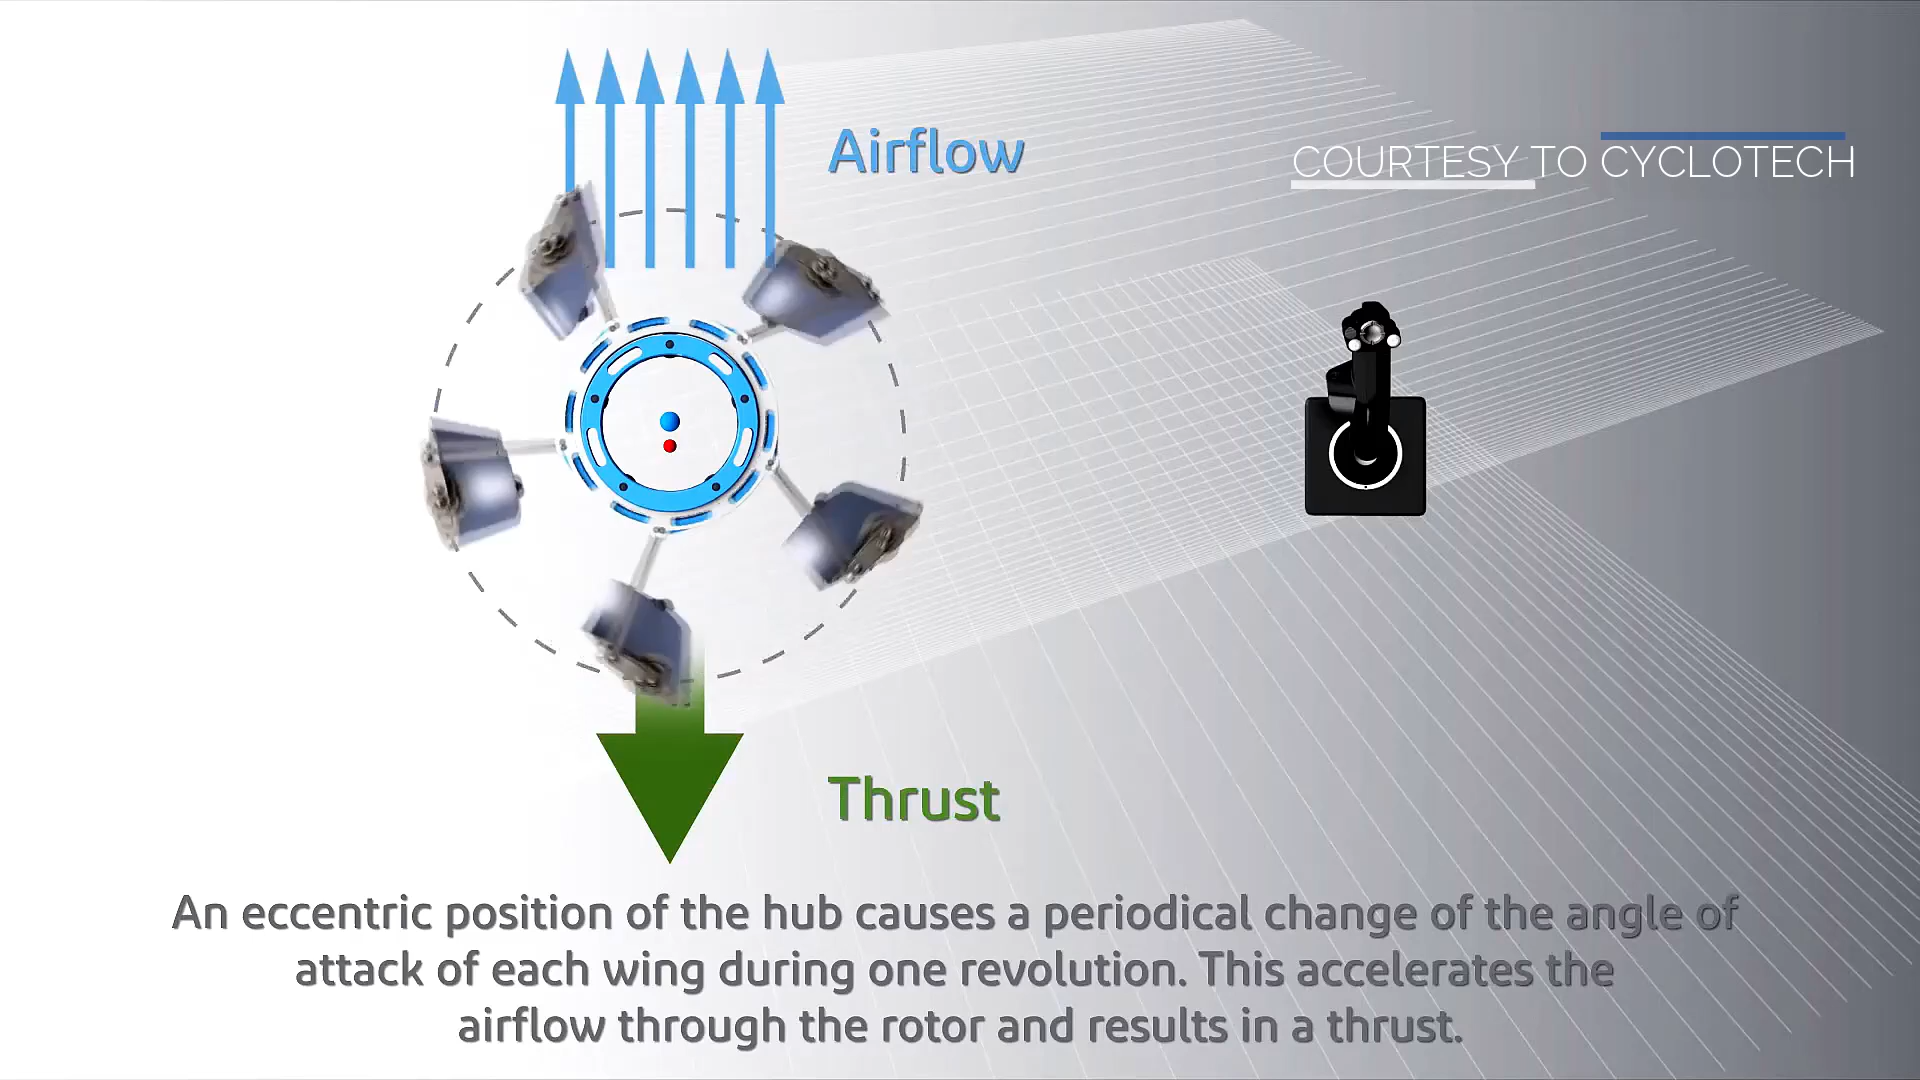 Airflow
COURTESY TO CYCLOTECH
Thrust
An eccentric position of the hub causes a periodical change of the angle of
attack of each wing during one revolution. This accelerates the
airflow through the rotor and results in a thrust.